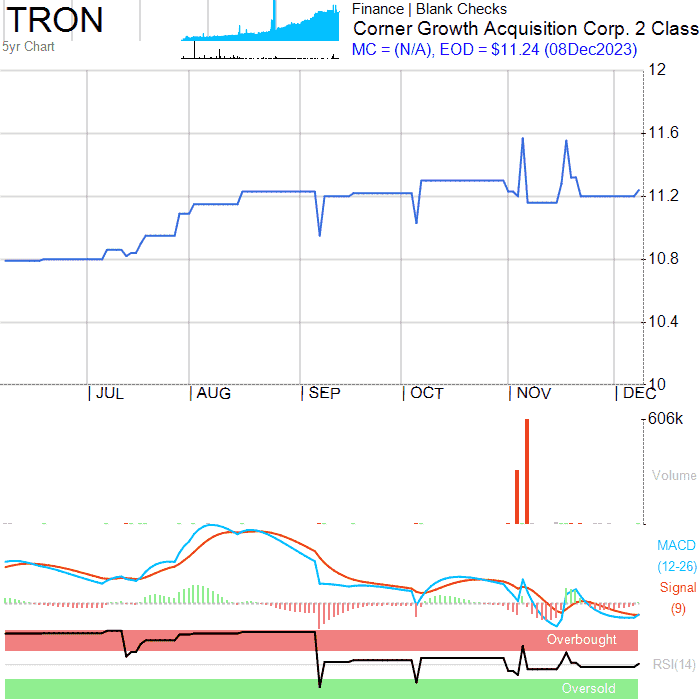 TRON
5yr Chart
Finance | Blank Checks
Corner Growth Acquisition Corp. 2 Class
MC = (N/A), EOD = $11.24 (08Dec2023)
12
11.6
11.2
10.8
10.4
10
JUL AUG SEP OCT NOV DEC
606k
Volume
MACD
(12-26)
Signal
(9)
Overbought
RSI(14)
Oversold